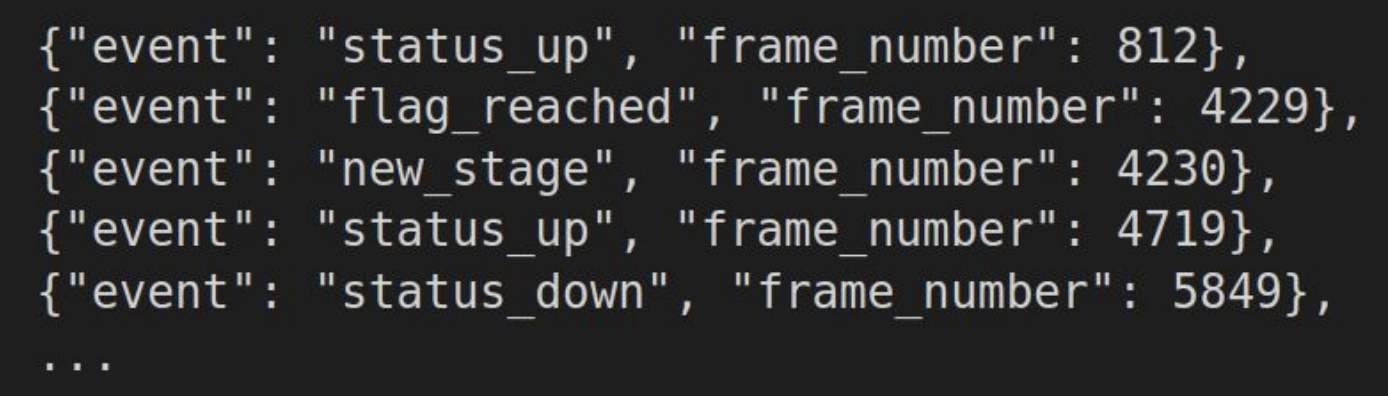 {"event": "status_up", "frame_number": 812},
{"event": "flag_reached", "frame_number": 4229},
{"event": "new_stage", "frame_number": 4230},
{"event": "status_up", "frame_number": 4719},
{"event": "status_down", "frame_number": 5849},
...